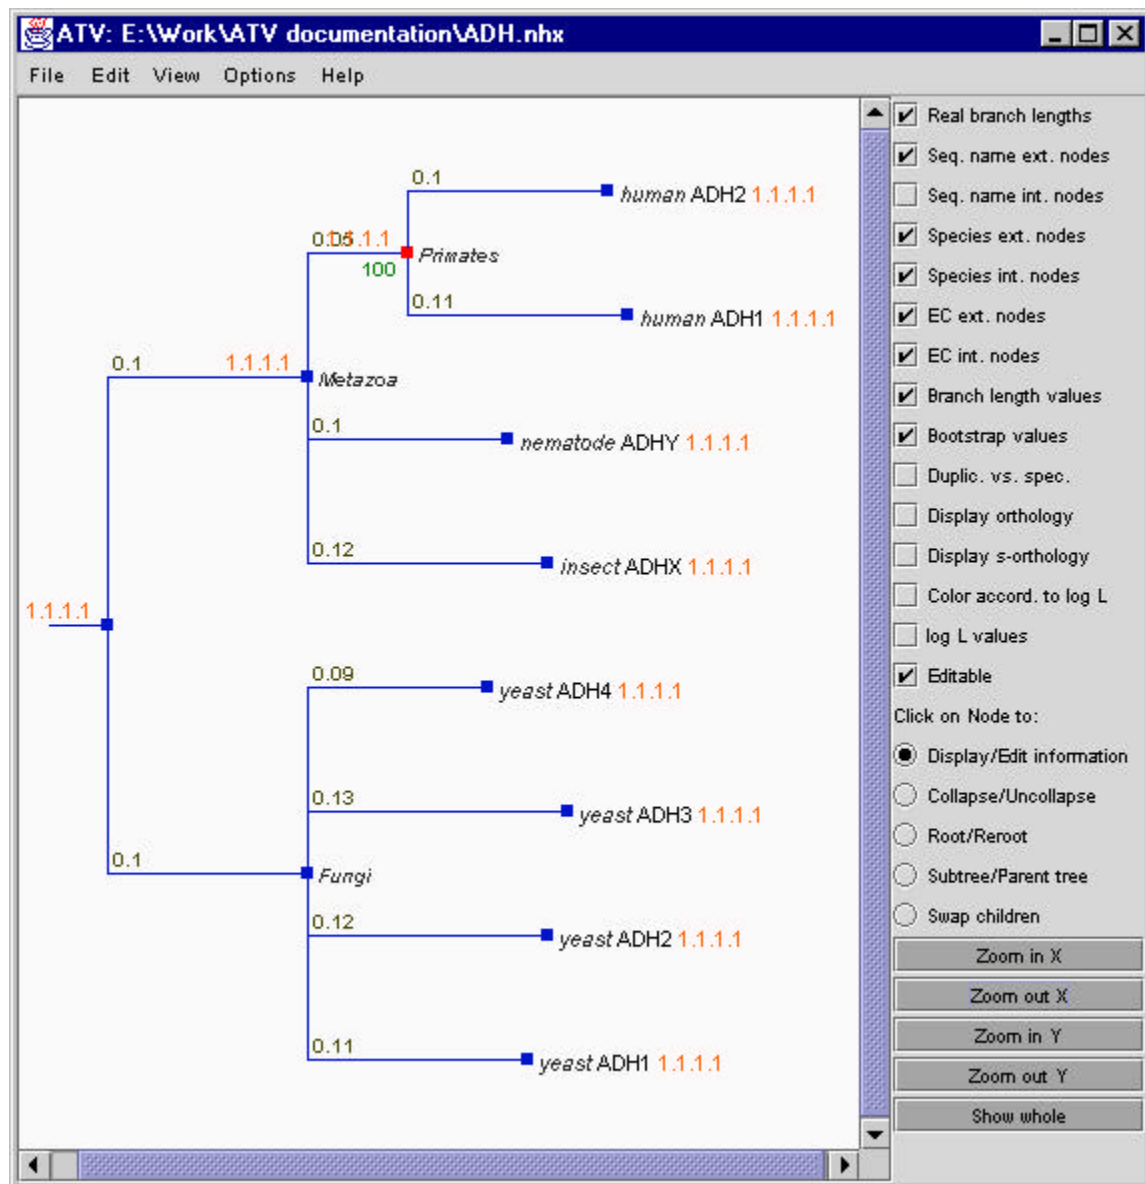 ATV: E:\Work\ATV documentation\ADH.nhx
File Edit View Options Help
0.1
human ADH2 1.1.1.1
0.05 1.1.1.1
Primates
100
0.11
human ADH1 1.1.1.1
0.1 1.1.1.1
Metazoa
0.1
nematode ADHY 1.1.1.1
0.12
insect ADHX 1.1.1.1
1.1.1.1
0.09
yeast ADH4 1.1.1.1
0.13
yeast ADH3 1.1.1.1
0.1
Fungi
0.12
yeast ADH2 1.1.1.1
0.11
yeast ADH1 1.1.1.1
Real branch lengths
Seq. name ext. nodes
Seq. name int. nodes
Species ext. nodes
Species int. nodes
EC ext. nodes
EC int. nodes
Branch length values
Bootstrap values
Duplic. vs. spec.
Display orthology
Display s-orthology
Color accord. to log L
log L values
Editable
Click on Node to:
Display/Edit information
Collapse/Uncollapse
Root/Reroot
Subtree/Parent tree
Swap children
Zoom in X
Zoom out X
Zoom in Y
Zoom out Y
Show whole